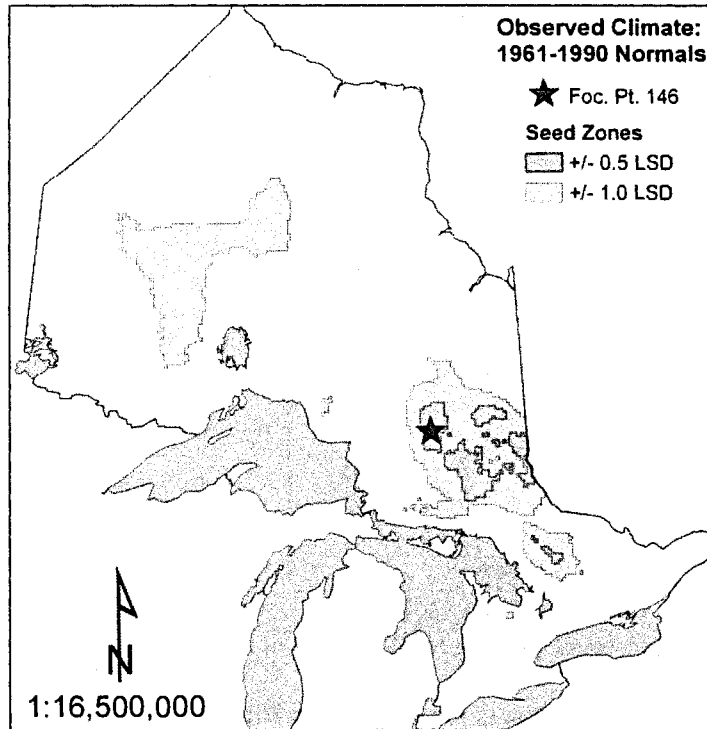 Observed Climate:
1961-1990 Normals
Foc. Pt. 146
Seed Zones
+/- 0.5 LSD
+/- 1.0 LSD
N
1:16,500,000